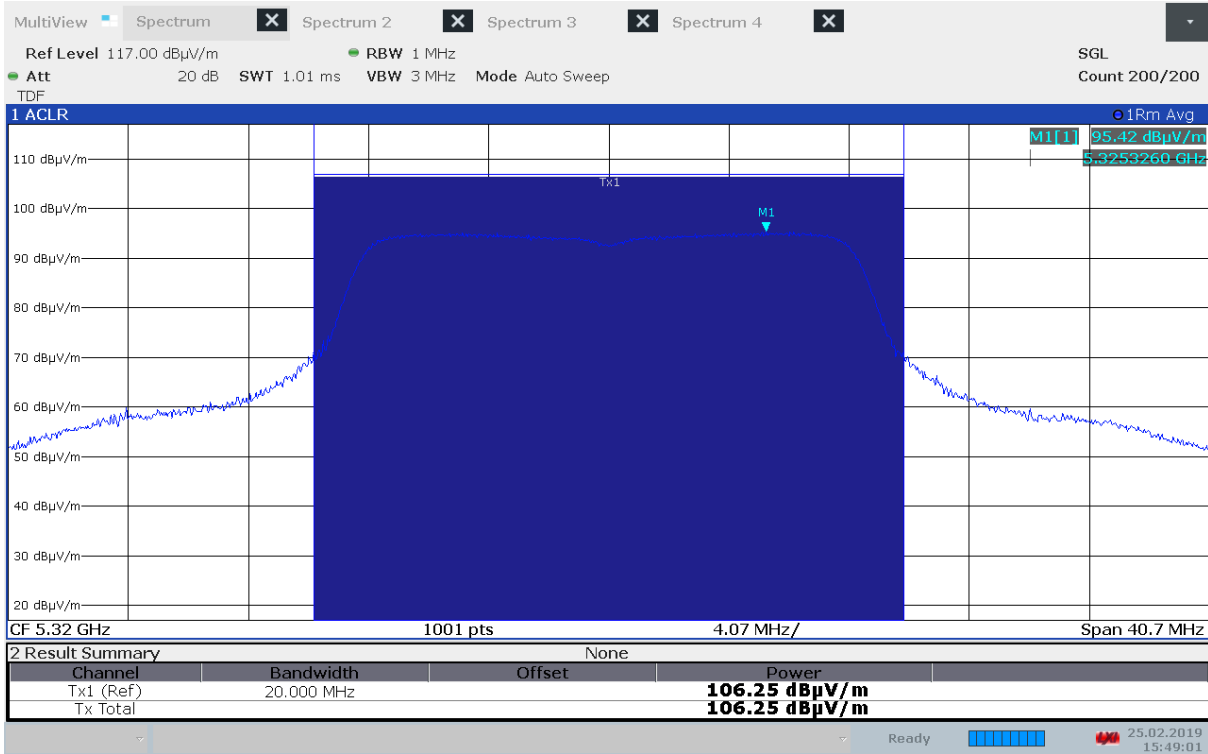 MultiView Spectrum Spectrum 2 Spectrum 3 Spectrum 4
Ref Level 117.00 dBµV/m RBW 1 MHz SGL
Att 20 dB SWT 1.01 ms VBW 3 MHz Mode Auto Sweep Count 200/200
TDF
1 ACLR 1Rm Avg
M1[1] 95.42 dBµV/m
5.3253260 GHz
110 dBµV/m
Tx1
100 dBµV/m
M1
90 dBµV/m
80 dBµV/m
70 dBµV/m
60 dBµV/m
50 dBµV/m
40 dBµV/m
30 dBµV/m
20 dBµV/m
CF 5.32 GHz 1001 pts 4.07 MHz/ Span 40.7 MHz
2 Result Summary None
Channel Bandwidth Offset Power
Tx1 (Ref) 20.000 MHz 106.25 dBµV/m
Tx Total 106.25 dBµV/m
Ready 25.02.2019
15:49:01